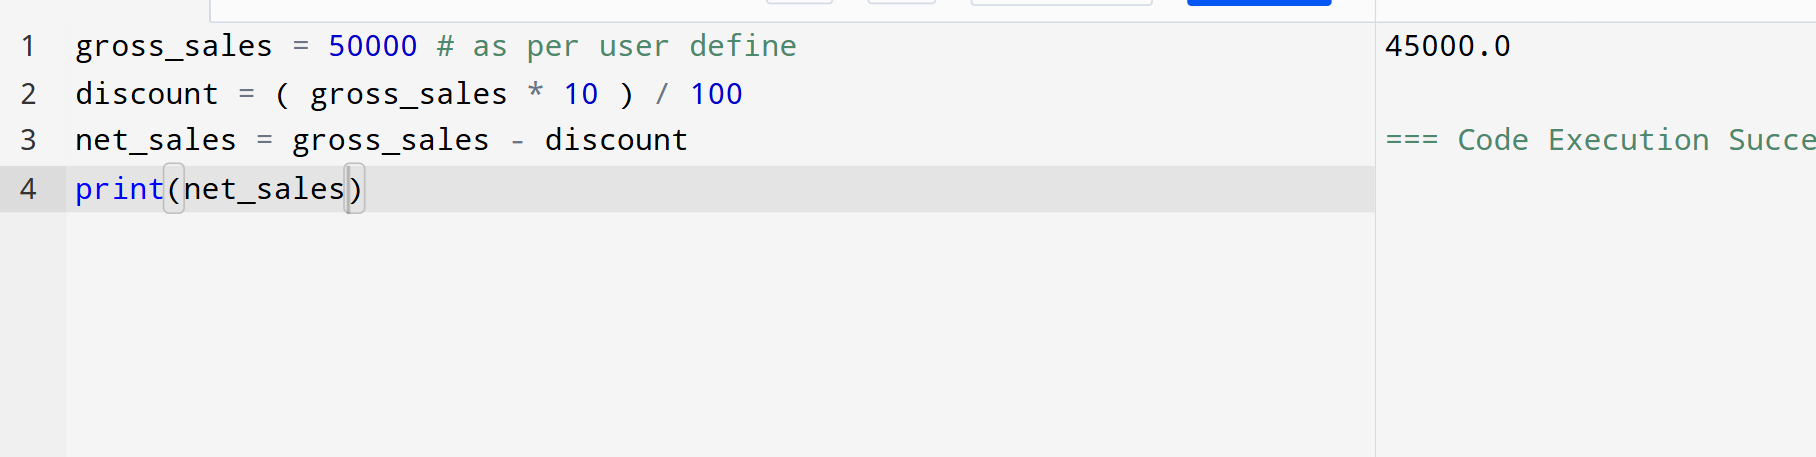 1 gross_sales = 50000 # as per user define
2 discount = ( gross_sales * 10 ) / 100
3 net_sales = gross_sales - discount
4 print(net_sales)
45000.0
=== Code Execution Succe